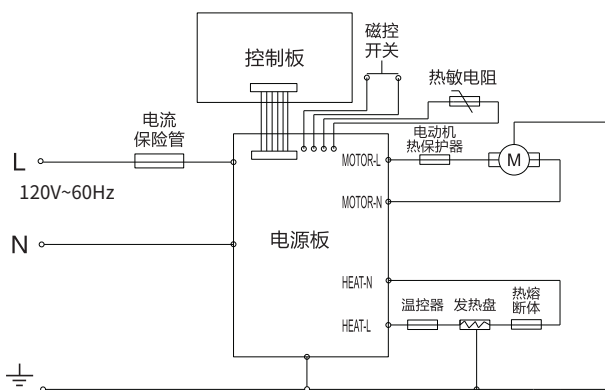 磁控
开关
控制板
热敏电阻
电流
保险管
电动机
热保护器
L
MOTOR-L
M
120V~60Hz
MOTOR-N
N
电源板
HEAT-N
热熔
断体
温控器
发热盘
HEAT-L